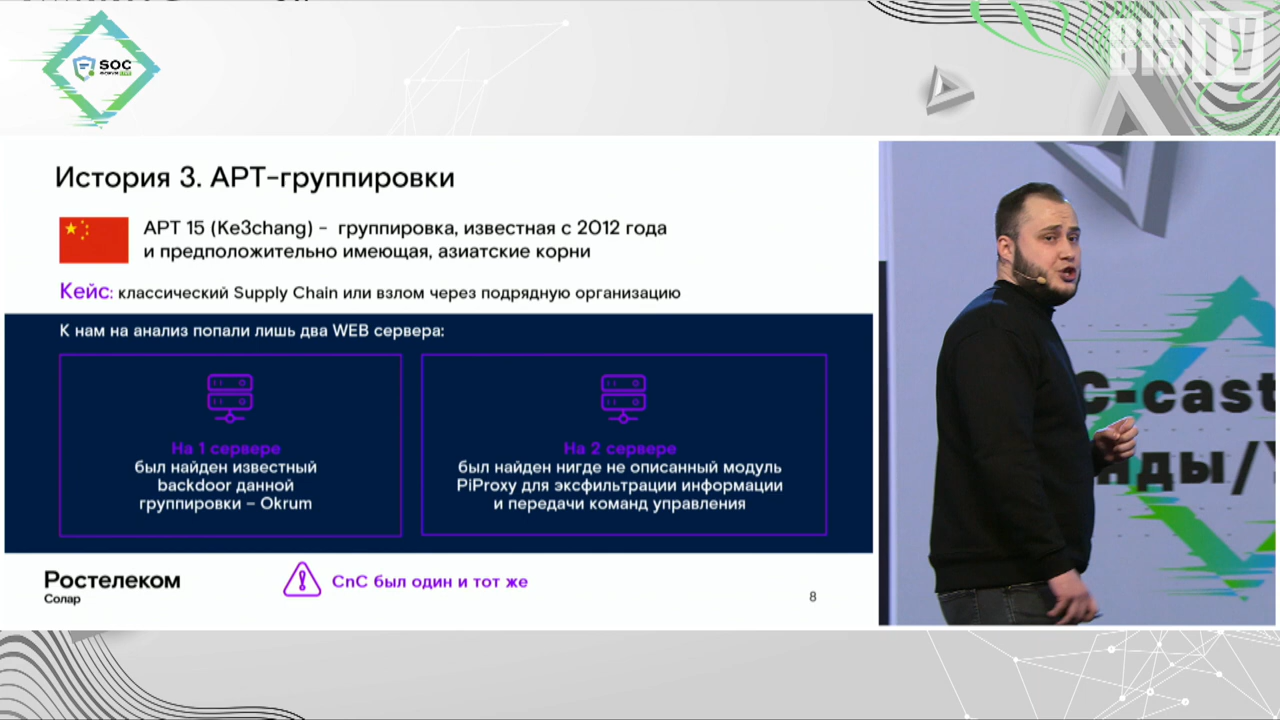 SOC
BIS TV
История 3. APT-группировки
APT 15 (Ke3chang) - группировка, известная с 2012 года
и предположительно имеющая, азиатские корни
Кейс: классический Supply Chain или взлом через подрядную организацию
К нам на анализ попали лишь два WEB сервера:
На 1 сервере
был найден известный
backdoor данной
группировки – Okrum
На 2 сервере
был найден нигде не описанный модуль
PiProxy для эксфильтрации информации
и передачи команд управления
Ростелеком
Солар
CnC был один и тот же
8
C-cast
нды/